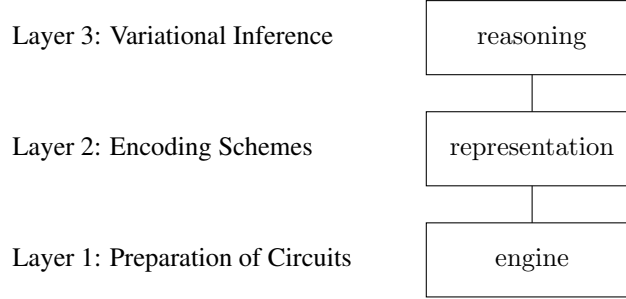 Layer 3: Variational Inference
reasoning
Layer 2: Encoding Schemes
representation
Layer 1: Preparation of Circuits
engine